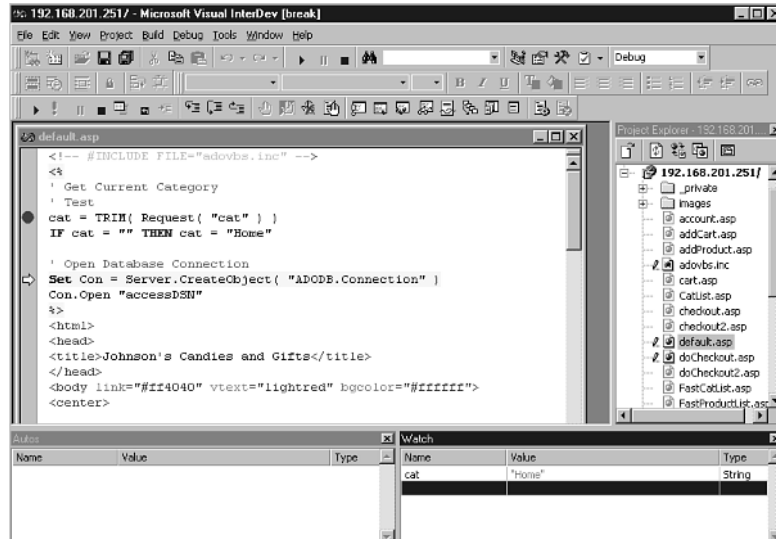 192.168.201.251/ - Microsoft Visual InterDev [break]
File Edit View Project Build Debug Tools Window Help
Debug
B I U
default.asp
<!-- #INCLUDE FILE="adovbs.inc" -->
<%
' Get Current Category
' Test
cat = TRIM( Request( "cat" ) )
IF cat = "" THEN cat = "Home"
' Open Database Connection
Set Con = Server.CreateObject( "ADODB.Connection" )
Con.Open "accessDSN"
%>
<html>
<head>
<title>Johnson's Candies and Gifts</title>
</head>
<body link="#ff4040" vtext="lightred" bgcolor="#ffffff">
<center>
Project Explorer - 192.168.201....
192.168.201.251/
_private
images
account.asp
addCart.asp
addProduct.asp
adovbs.inc
cart.asp
CatList.asp
checkout.asp
checkout2.asp
default.asp
doCheckout.asp
doCheckout2.asp
FastCatList.asp
FastProductList.asp
Autos
Name Value Type
Watch
Name Value Type
cat "Home" String